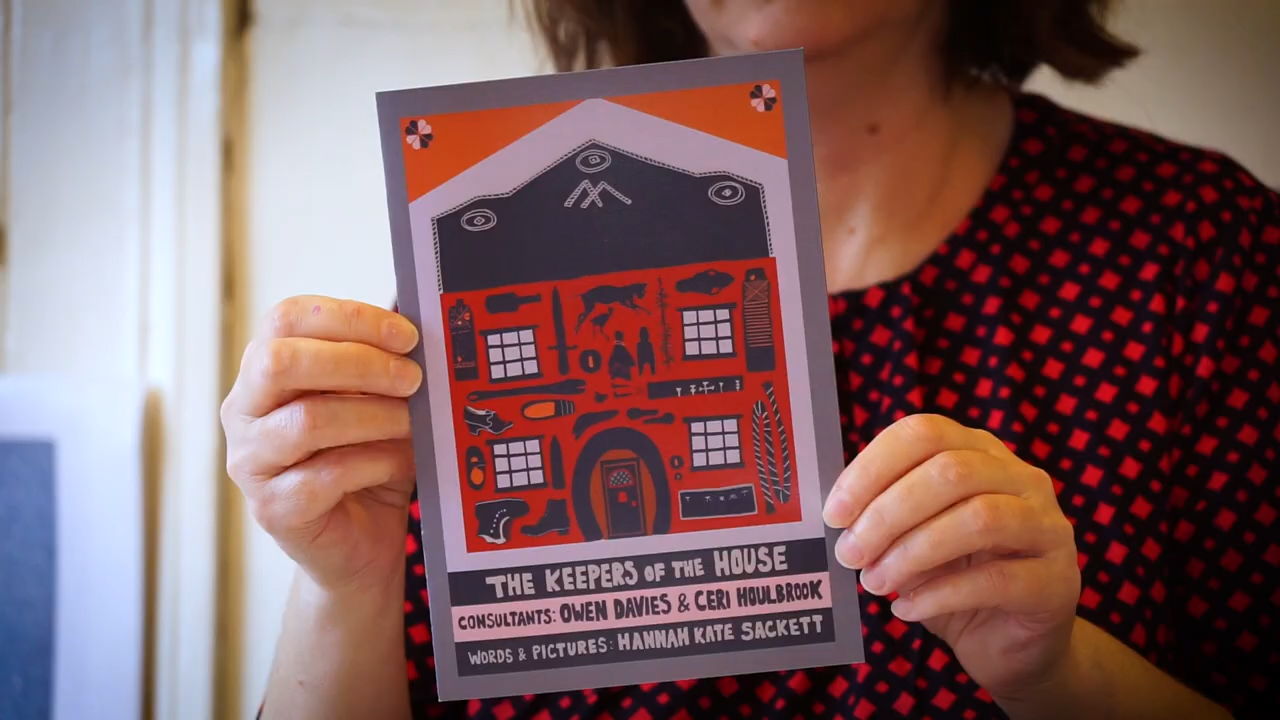 THE KEEPERS OF THE HOUSE
CONSULTANTS: OWEN DAVIES & CERI HOULBROOK
WORDS & PICTURES: HANNAH KATE SACKETT